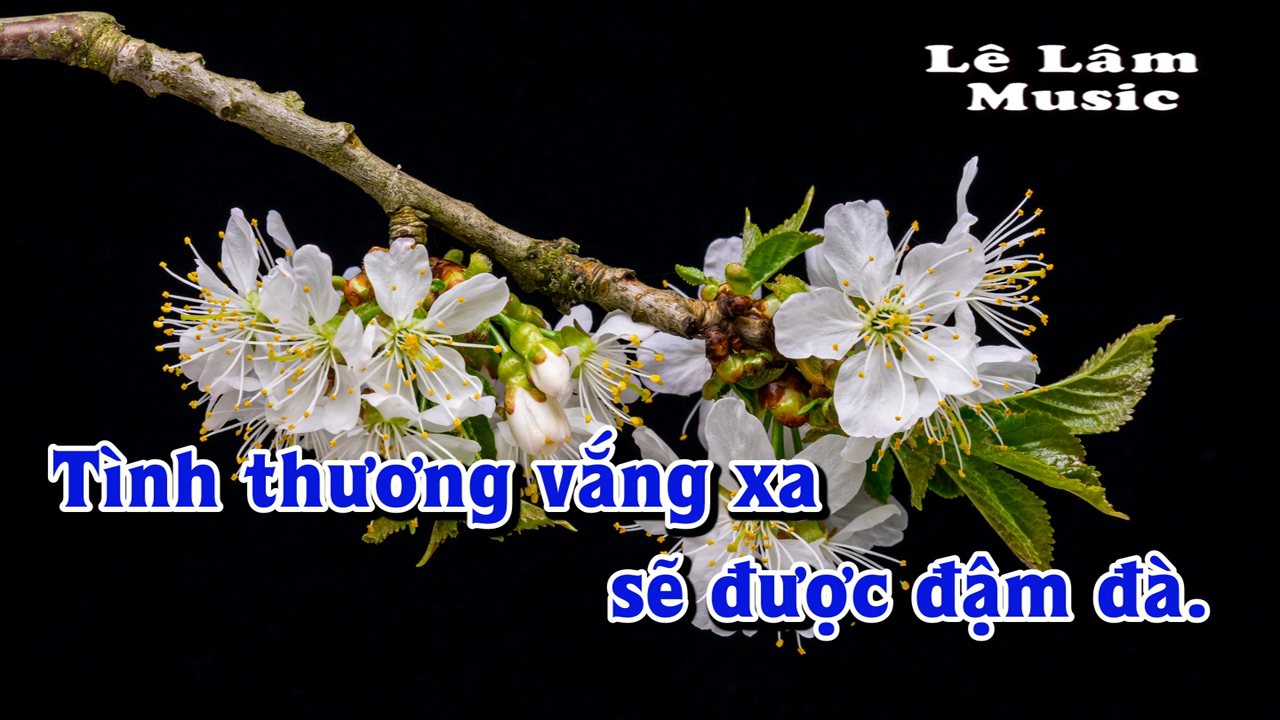 Lê Lâm
Music
Tình thương vắng xa
sẽ được đậm đà.